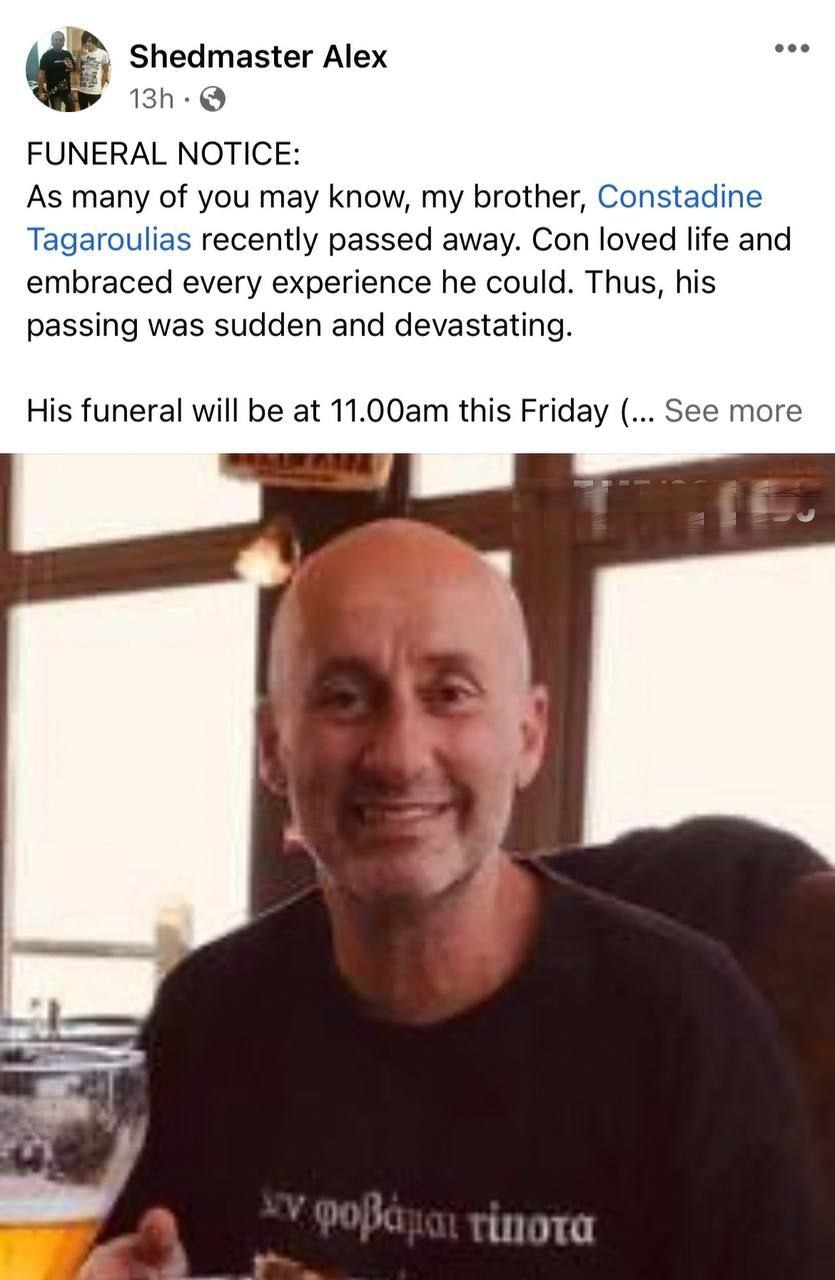 Shedmaster Alex
13h ·
FUNERAL NOTICE:
As many of you may know, my brother, Constadine
Tagaroulias recently passed away. Con loved life and
embraced every experience he could. Thus, his
passing was sudden and devastating.
His funeral will be at 11.00am this Friday (... See more
φοβάμαι τίποτα